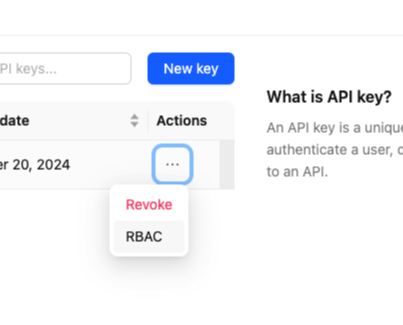 PI keys...
New key
date
Actions
er 20, 2024
...
Revoke
RBAC
What is API key?
An API key is a unique
authenticate a user, 
to an API.